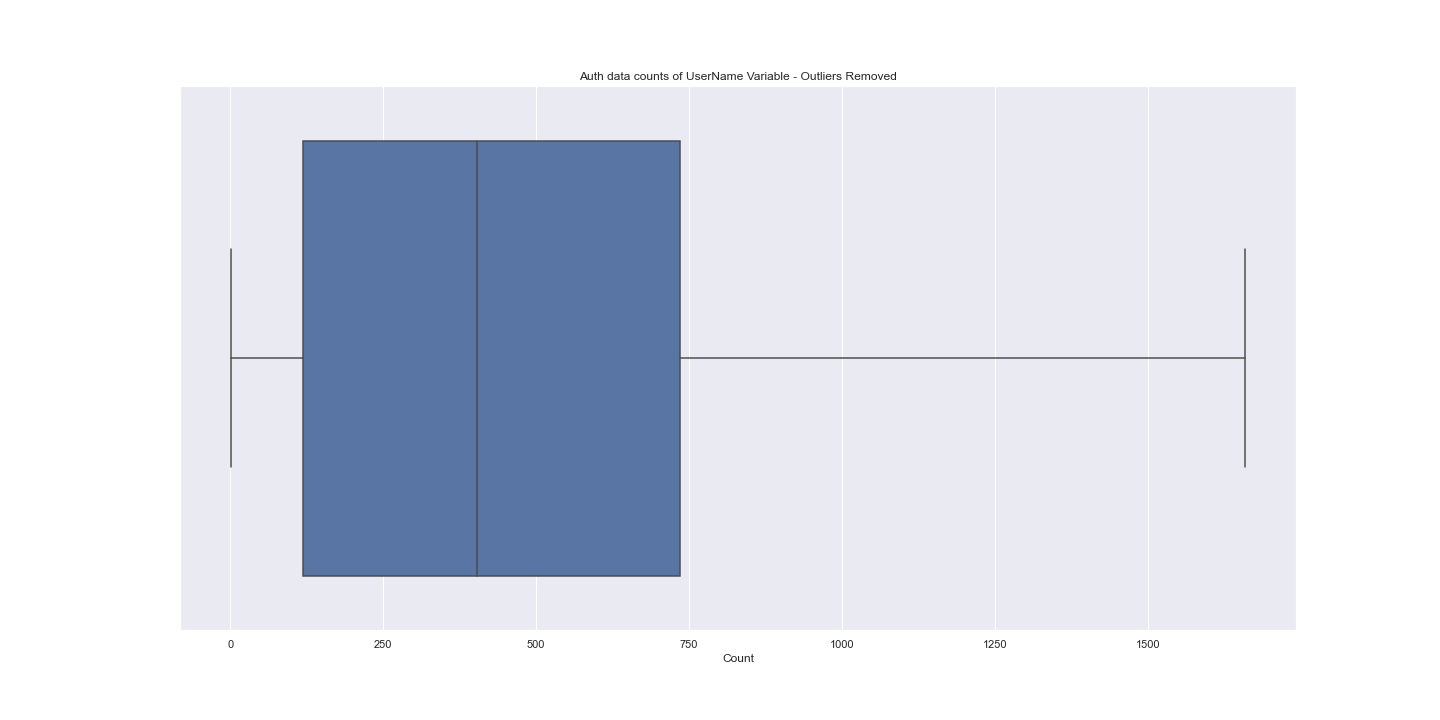 Auth data counts of UserName Variable - Outliers Removed
0 250 500 750 1000 1250 1500
Count